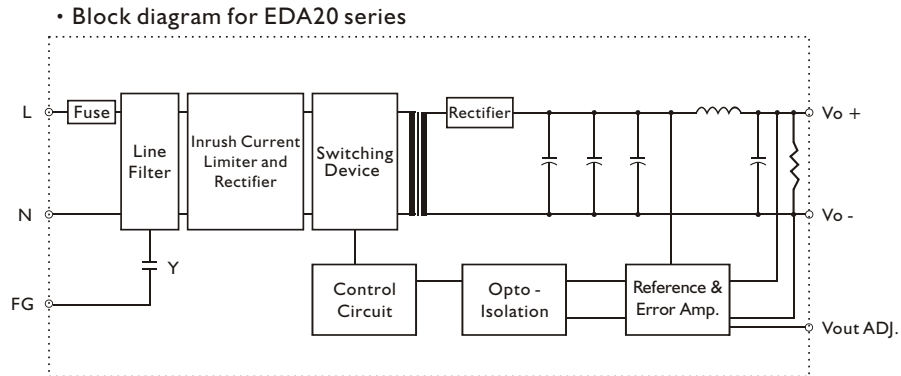 • Block diagram for EDA20 series
L
Fuse
Line
Filter
Inrush Current
Limiter and
Rectifier
Switching
Device
Rectifier
Vo +
N
Vo -
Y
FG
Control
Circuit
Opto -
Isolation
Reference &
Error Amp.
Vout ADJ.